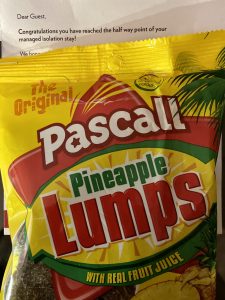 Dear Guest,
Congratulations you have reached the half way point of your
managed isolation stay!
The
Original
Pascall
Pineapple
Lumps
WITH REAL FRUIT JUICE